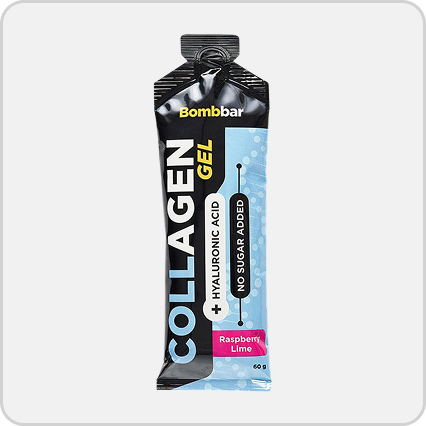 Bombbar
COLLAGEN
GEL
+ HYALURONIC ACID
NO SUGAR ADDED
Raspberry
Lime
60 g